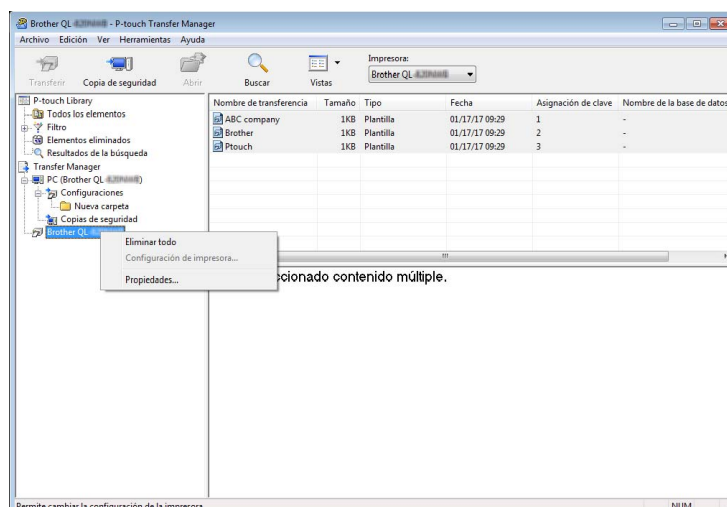 Brother QL - P-touch Transfer Manager
Archivo Edición Ver Herramientas Ayuda
Impresora:
Brother QL
Transferir Copia de seguridad Abrir Buscar Vistas
P-touch Library
Todos los elementos
Filtro
Elementos eliminados
Resultados de la búsqueda
Transfer Manager
PC (Brother QL )
Configuraciones
Nueva carpeta
Copias de seguridad
Brother QL
Eliminar todo
Configuración de impresora...
Propiedades...
Nombre de transferencia Tamaño Tipo Fecha Asignación de clave Nombre de la base de datos
ABC company 1KB Plantilla 01/17/17 09:29 1 -
Brother 1KB Plantilla 01/17/17 09:29 2 -
Ptouch 1KB Plantilla 01/17/17 09:29 3 -
ccionado contenido múltiple.
Permite cambiar la configuración de la impresora.
NUM